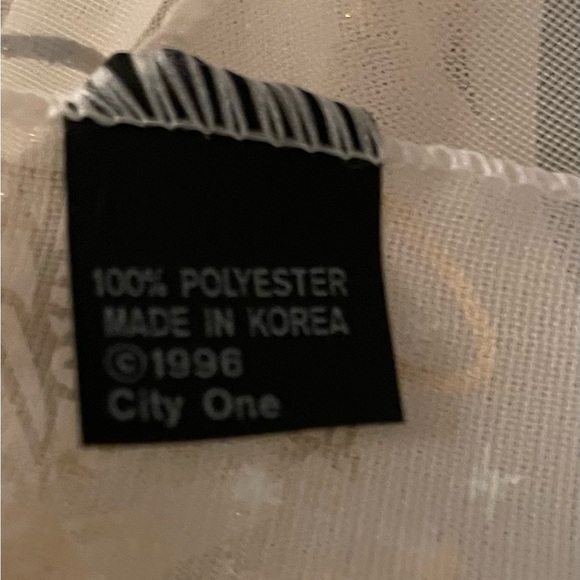 100% POLYESTER
MADE IN KOREA
©1996
City One